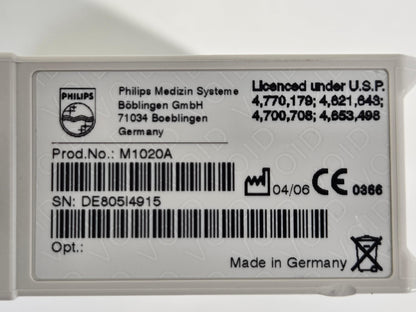 PHILIPS
Philips Medizin Systeme
Böblingen GmbH
71034 Boeblingen
Germany
Licenced under U.S.P.
4,770,179; 4,621,643;
4,700,708; 4,653,498
Prod.No.: M1020A
04/06 CE 0366
SN: DE805I4915
Opt.:
Made in Germany